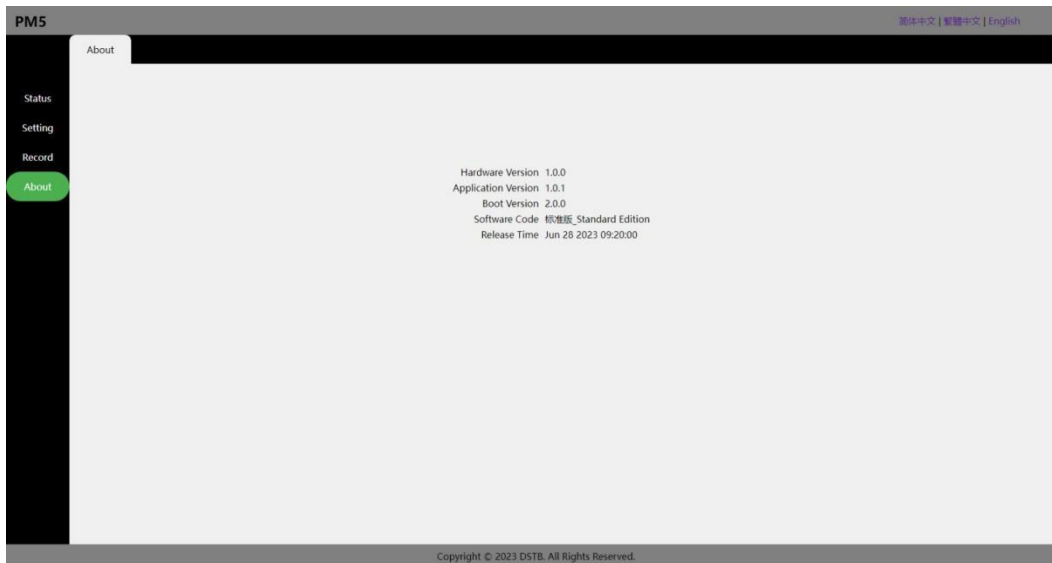 PM5
简体中文 | 繁體中文 | English
About
Status
Setting
Record
About
Hardware Version 1.0.0
Application Version 1.0.1
Boot Version 2.0.0
Software Code 标准版_Standard Edition
Release Time Jun 28 2023 09:20:00
Copyright © 2023 DSTB. All Rights Reserved.